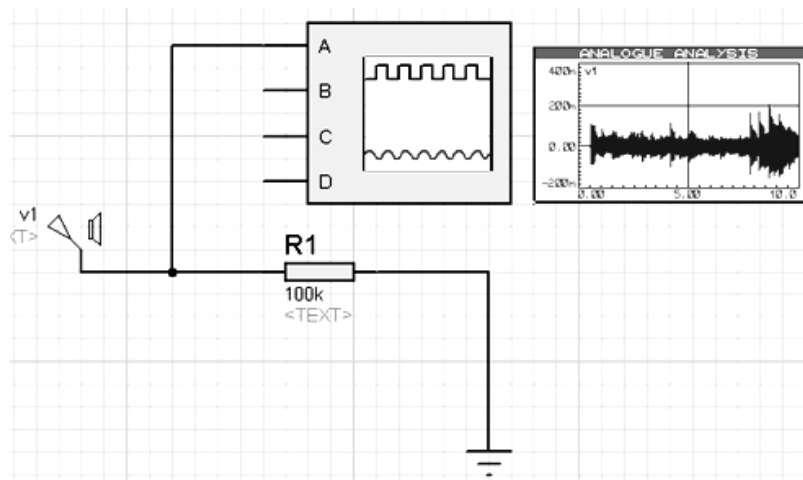 A
B
C
D
ANALOGUE ANALYSIS
400m
v1
200m
0.00
-200m
0.00
5.00
10.0
v1
<T>
R1
100k
<TEXT>